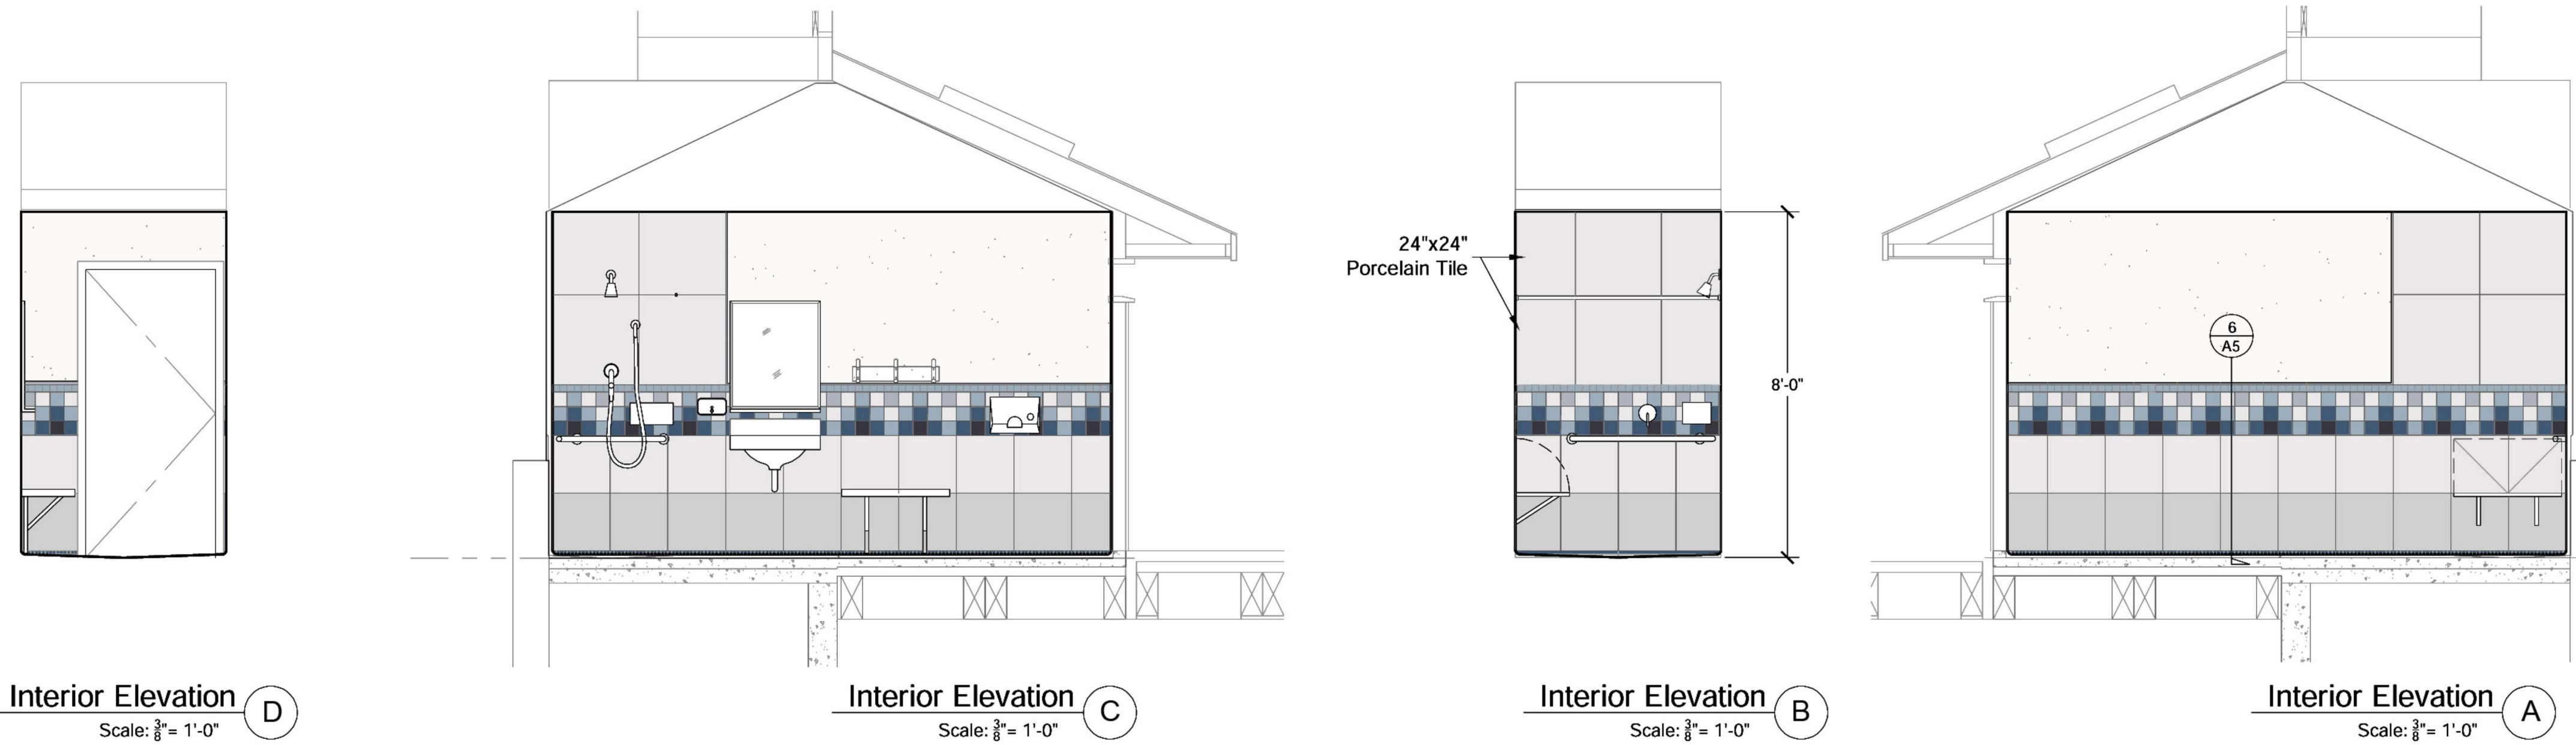 24"x24"
Porcelain Tile
8'-0"
6
A5
Interior Elevation D
Scale: 3/8"= 1'-0"
Interior Elevation C
Scale: 3/8"= 1'-0"
Interior Elevation B
Scale: 3/8"= 1'-0"
Interior Elevation A
Scale: 3/8"= 1'-0"